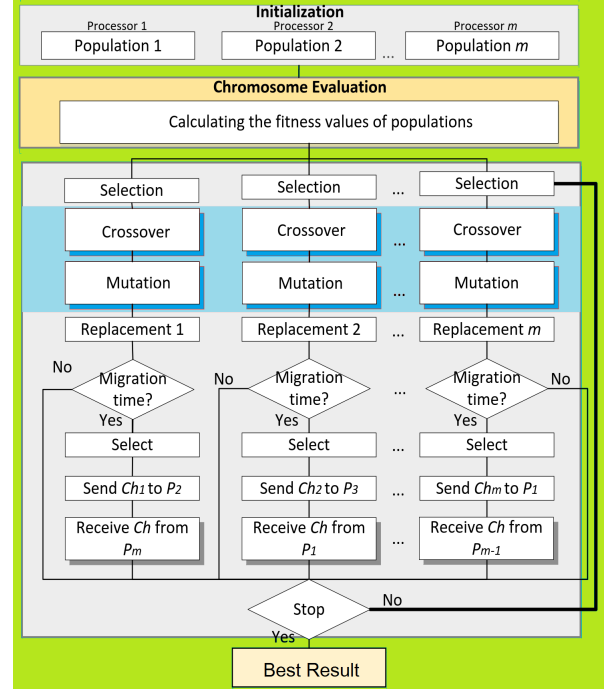 Initialization
Processor 1 Processor 2 Processor m
Population 1 Population 2 ... Population m
Chromosome Evaluation
Calculating the fitness values of populations
Selection Selection ... Selection
Crossover Crossover ... Crossover
Mutation Mutation ... Mutation
Replacement 1 Replacement 2 ... Replacement m
No Migration time? No Migration time? ... Migration time? No
Yes Yes Yes
Select Select ... Select
Send Ch1 to P2 Send Ch2 to P3 ... Send Chm to P1
Receive Ch from Pm Receive Ch from P1 ... Receive Ch from Pm-1
Stop No
Yes
Best Result